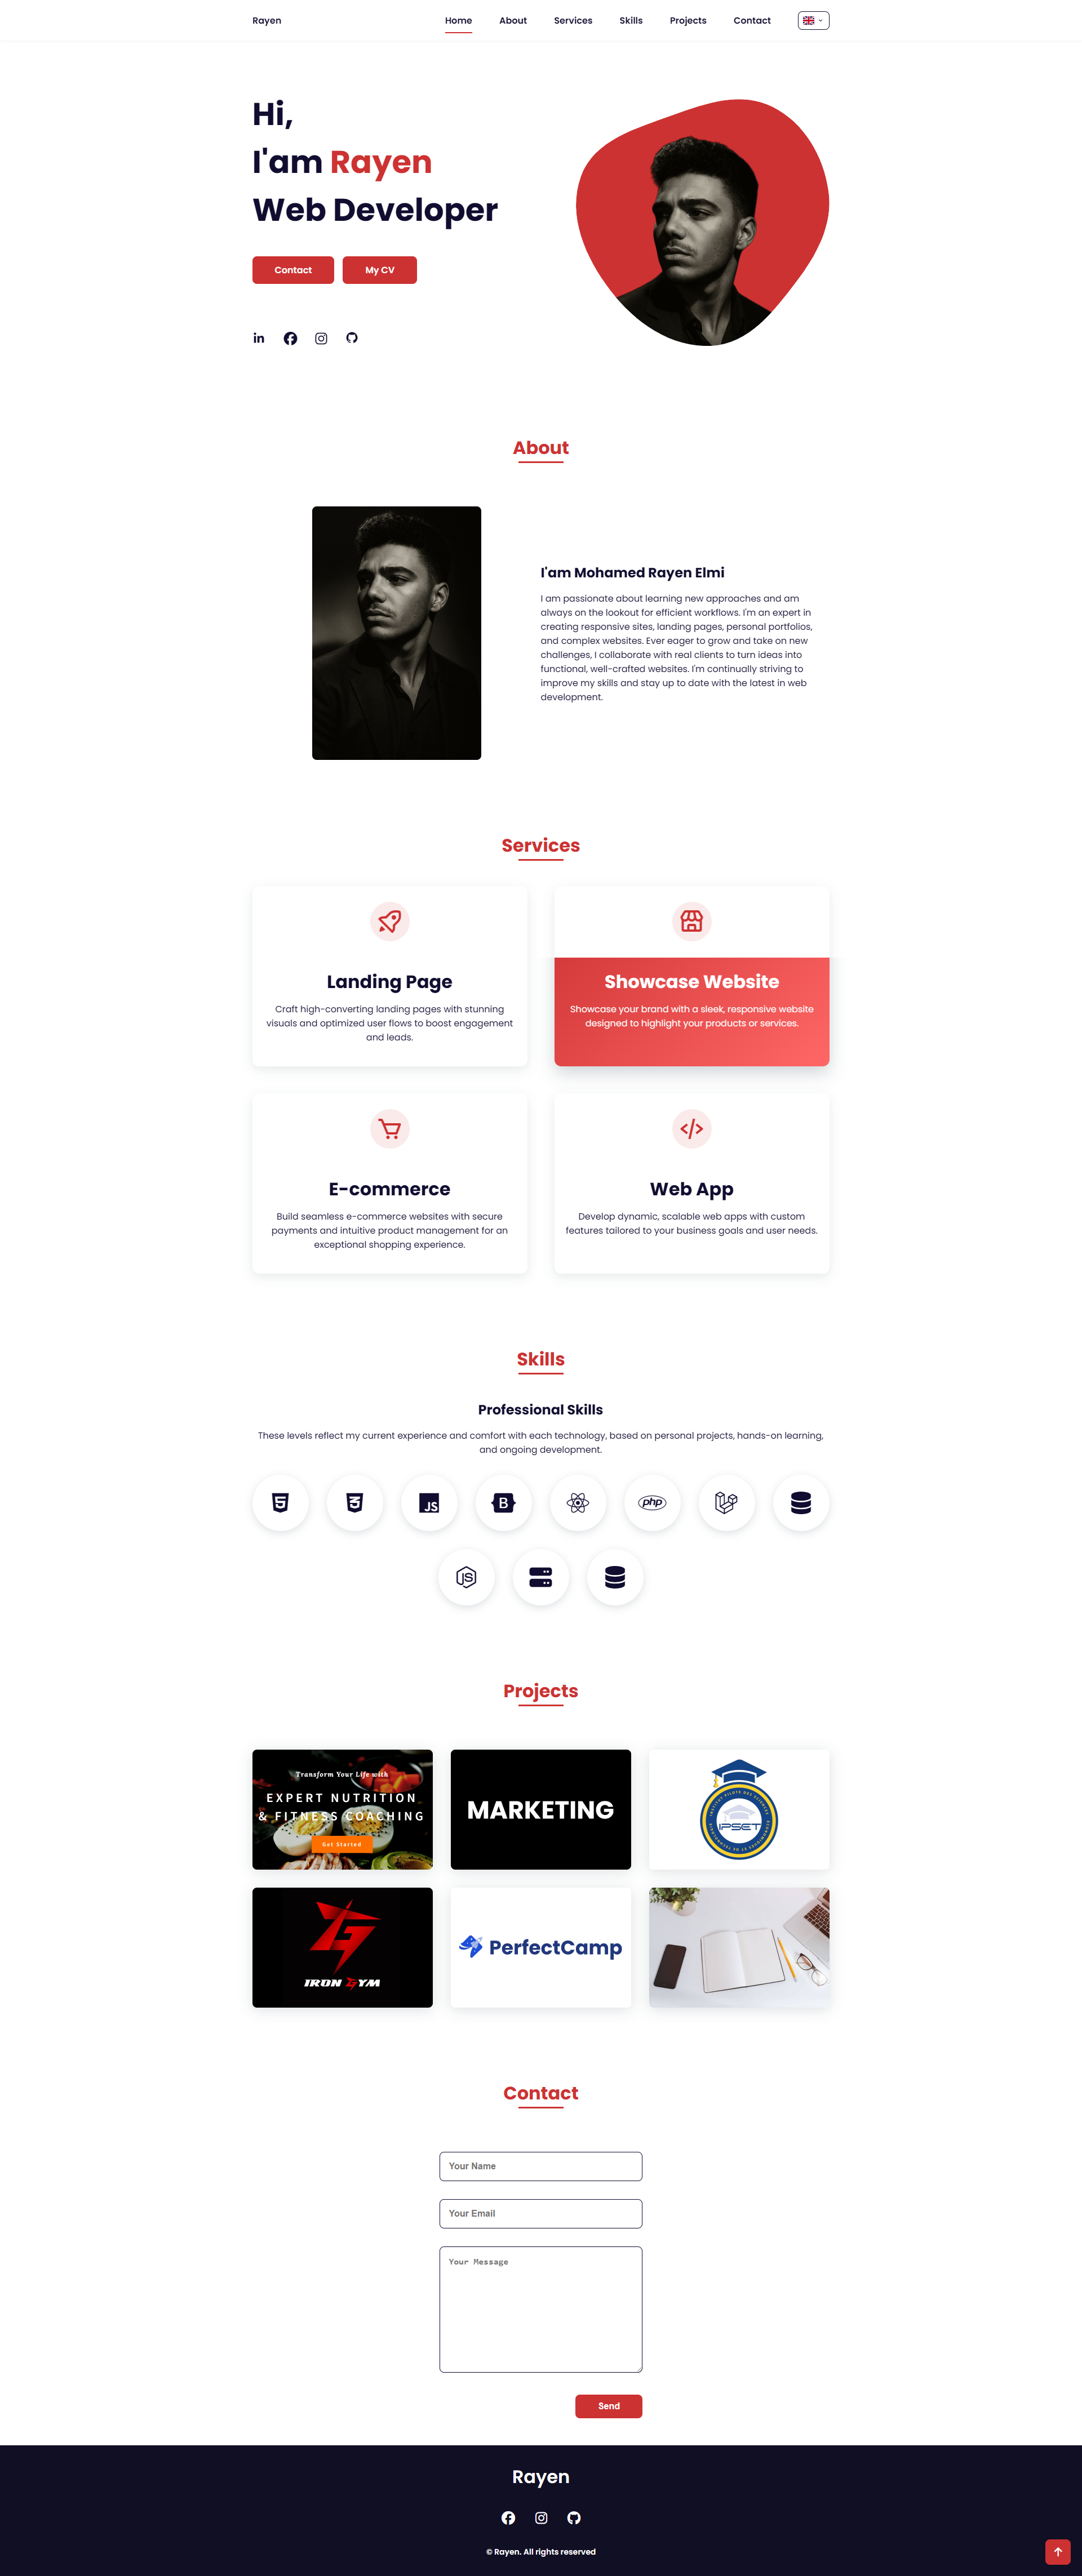 Rayen
Home
About
Services
Skills
Projects
Contact
Hi,
I'am Rayen
Web Developer
Contact
My CV
in
About
I'am Mohamed Rayen Elmi
I am passionate about learning new approaches and am
always on the lookout for efficient workflows. I'm an expert in
creating responsive sites, landing pages, personal portfolios,
and complex websites. Ever eager to grow and take on new
challenges, I collaborate with real clients to turn ideas into
functional, well-crafted websites. I'm continually striving to
improve my skills and stay up to date with the latest in web
development.
Services
Landing Page
Craft high-converting landing pages with stunning
visuals and optimized user flows to boost engagement
and leads.
Showcase Website
Showcase your brand with a sleek, responsive website
designed to highlight your products or services.
E-commerce
Build seamless e-commerce websites with secure
payments and intuitive product management for an
exceptional shopping experience.
Web App
Develop dynamic, scalable web apps with custom
features tailored to your business goals and user needs.
Skills
Professional Skills
These levels reflect my current experience and comfort with each technology, based on personal projects, hands-on learning,
and ongoing development.
JS
B
php
JS
Projects
Transform Your Life with
EXPERT NUTRITION
& FITNESS COACHING
Get Started
MARKETING
IPSET
IRON GYM
PerfectCamp
Contact
Your Name
Your Email
Your Message
Send
Rayen
© Rayen. All rights reserved